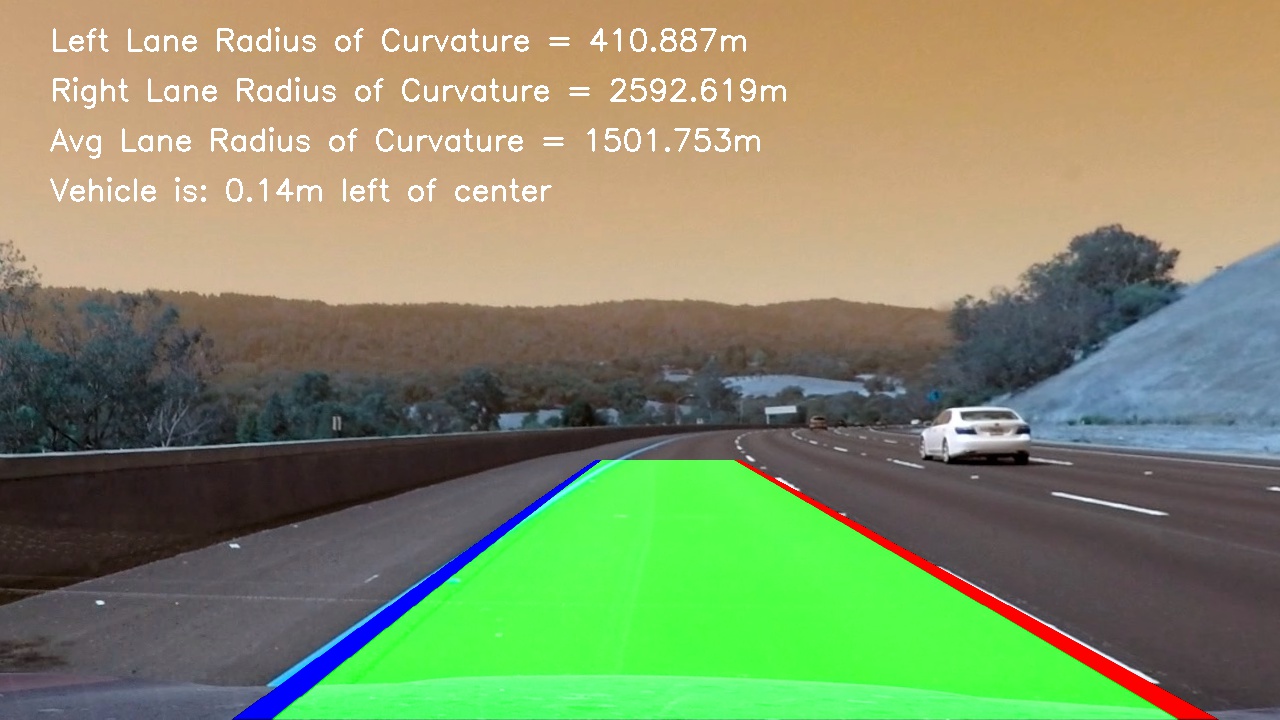 Left Lane Radius of Curvature = 410.887m
Right Lane Radius of Curvature = 2592.619m
Avg Lane Radius of Curvature = 1501.753m
Vehicle is: 0.14m left of center